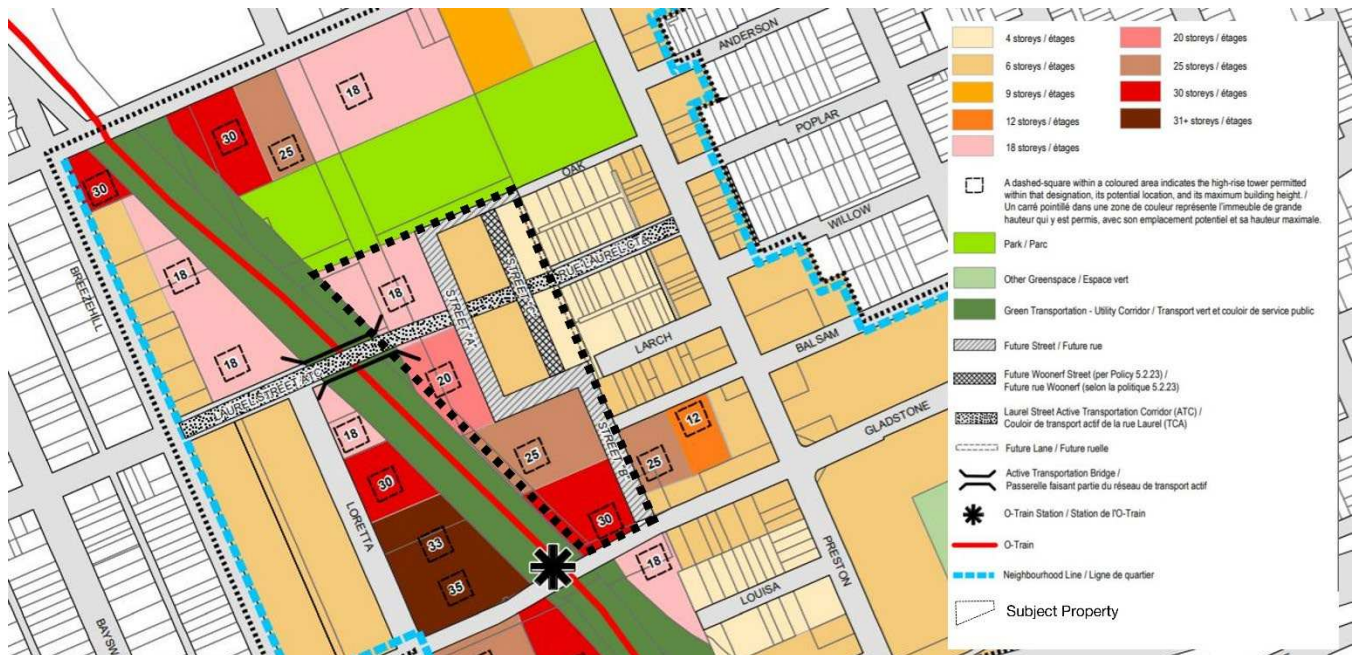 ANDERSON
POPLAR
WILLOW
OAK
LARCH
BALSAM
GLADSTONE
PRESTON
LOUISA
LORETTA
BREEZEHILL
BAYSW
LAUREL STREET ATC
RUE LAUREL CTA
STREET 'A'
STREET 'C'
STREET 'B'
30
30
25
18
18
18
18
20
18
30
33
35
25
30
25
12
18
4 storeys / étages
6 storeys / étages
9 storeys / étages
12 storeys / étages
18 storeys / étages
20 storeys / étages
25 storeys / étages
30 storeys / étages
31+ storeys / étages
A dashed-square within a coloured area indicates the high-rise tower permitted
within that designation, its potential location, and its maximum building height. /
Un carré pointillé dans une zone de couleur représente l'immeuble de grande
hauteur qui y est permis, avec son emplacement potentiel et sa hauteur maximale.
Park / Parc
Other Greenspace / Espace vert
Green Transportation - Utility Corridor / Transport vert et couloir de service public
Future Street / Future rue
Future Woonerf Street (per Policy 5.2.23) /
Future rue Woonerf (selon la politique 5.2.23)
Laurel Street Active Transportation Corridor (ATC) /
Couloir de transport actif de la rue Laurel (TCA)
Future Lane / Future ruelle
Active Transportation Bridge /
Passerelle faisant partie du réseau de transport actif
O-Train Station / Station de l'O-Train
O-Train
Neighbourhood Line / Ligne de quartier
Subject Property